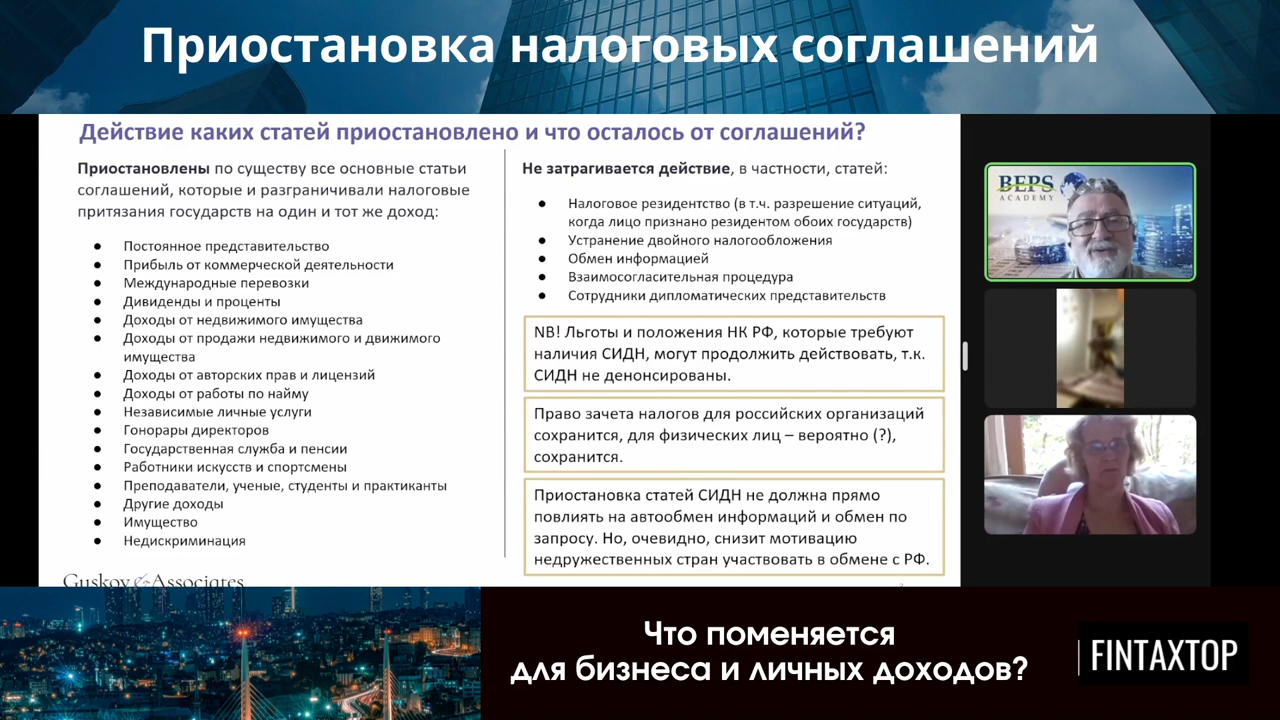 Приостановка налоговых соглашений
Действие каких статей приостановлено и что осталось от соглашений?
Приостановлены по существу все основные статьи
соглашений, которые и разграничивали налоговые
притязания государств на один и тот же доход:
● Постоянное представительство
● Прибыль от коммерческой деятельности
● Международные перевозки
● Дивиденды и проценты
● Доходы от недвижимого имущества
● Доходы от продажи недвижимого и движимого
имущества
● Доходы от авторских прав и лицензий
● Доходы от работы по найму
● Независимые личные услуги
● Гонорары директоров
● Государственная служба и пенсии
● Работники искусств и спортсмены
● Преподаватели, ученые, студенты и практиканты
● Другие доходы
● Имущество
● Недискриминация
Guskov & Associates
Не затрагивается действие, в частности, статей:
● Налоговое резидентство (в т.ч. разрешение ситуаций,
когда лицо признано резидентом обоих государств)
● Устранение двойного налогообложения
● Обмен информацией
● Взаимосогласительная процедура
● Сотрудники дипломатических представительств
NB! Льготы и положения НК РФ, которые требуют
наличия СИДН, могут продолжить действовать, т.к.
СИДН не денонсированы.
Право зачета налогов для российских организаций
сохранится, для физических лиц – вероятно (?),
сохранится.
Приостановка статей СИДН не должна прямо
повлиять на автообмен информаций и обмен по
запросу. Но, очевидно, снизит мотивацию
недружественных стран участвовать в обмене с РФ.
BEPS
ACADEMY
Что поменяется
для бизнеса и личных доходов?
FINTAXTOP